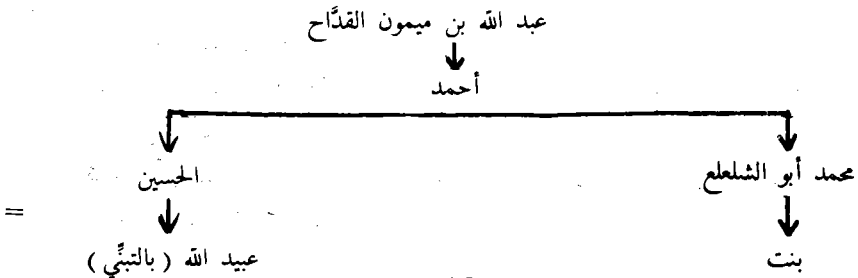 عبد الله بن ميمون القدَّاح
أحمد
محمد أبو الشلعلع الحسين
=
بنت عبيد الله (بالتبنِّي)